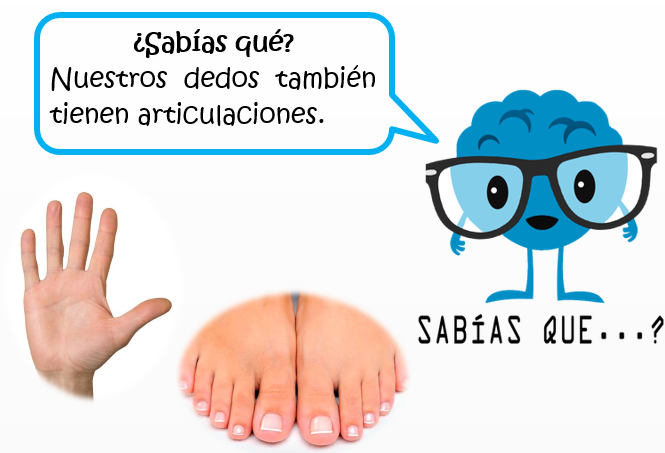 ¿Sabías qué?
Nuestros dedos también
tienen articulaciones.
SABÍAS QUE...?